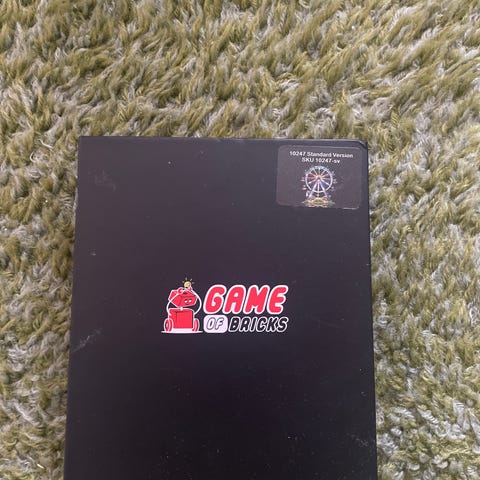 10247 Standard Version
SKU 10247-sv
GAME
OF BRICKS